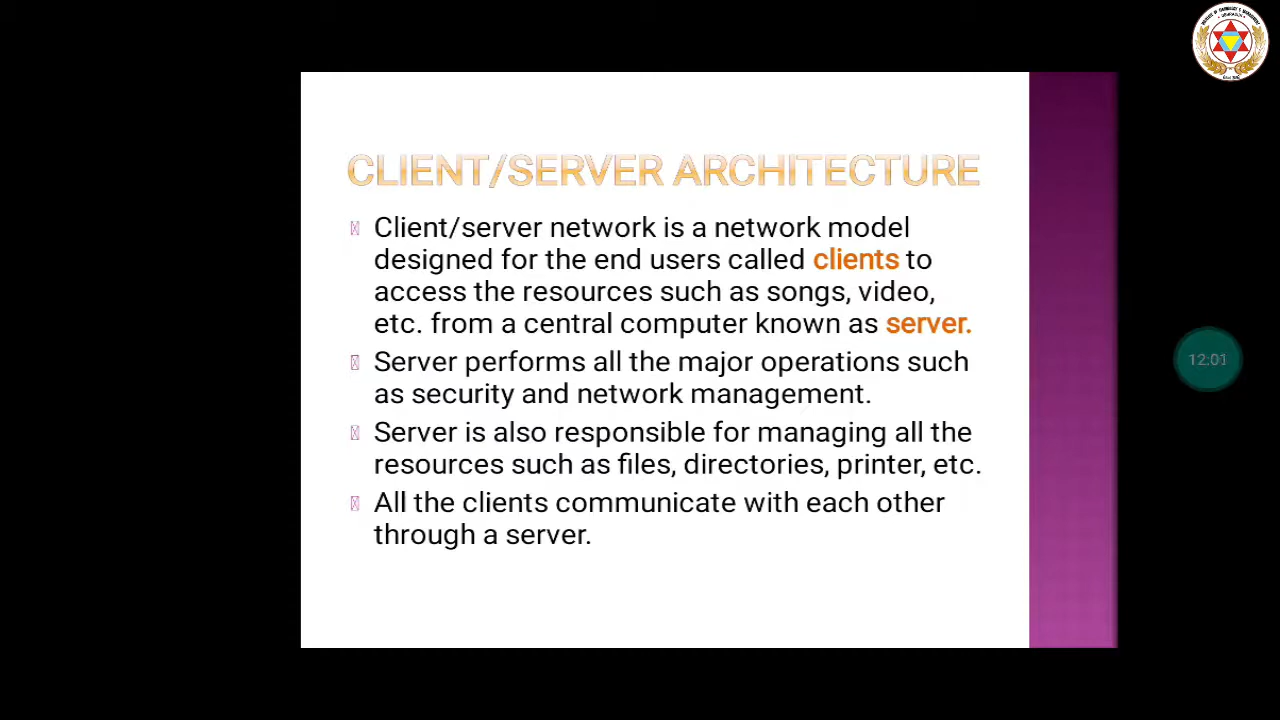 CLIENT/SERVER ARCHITECTURE
Client/server network is a network model
designed for the end users called clients to
access the resources such as songs, video,
etc. from a central computer known as server.
Server performs all the major operations such
as security and network management.
Server is also responsible for managing all the
resources such as files, directories, printer, etc.
All the clients communicate with each other
through a server.
12:01